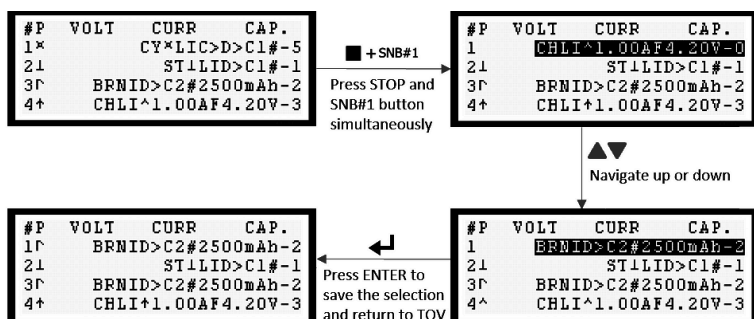 #P VOLT CURR CAP.
1× CY×LIC>D>C1#-5
2⊥ ST⊥LID>C1#-1
3Γ BRNID>C2#2500mAh-2
4↑ CHLI^1.00AF4.20V-3
■ + SNB#1
Press STOP and
SNB#1 button
simultaneously
#P VOLT CURR CAP.
1 CHLI^1.00AF4.20V-0
2⊥ ST⊥LID>C1#-1
3Γ BRNID>C2#2500mAh-2
4↑ CHLI↑1.00AF4.20V-3
▲▼
Navigate up or down
#P VOLT CURR CAP.
1 BRNID>C2#2500mAh-2
2⊥ ST⊥LID>C1#-1
3Γ BRNID>C2#2500mAh-2
4^ CHLI^1.00AF4.20V-3
↵
Press ENTER to
save the selection
and return to TOV
#P VOLT CURR CAP.
1Γ BRNID>C2#2500mAh-2
2⊥ ST⊥LID>C1#-1
3Γ BRNID>C2#2500mAh-2
4↑ CHLI↑1.00AF4.20V-3